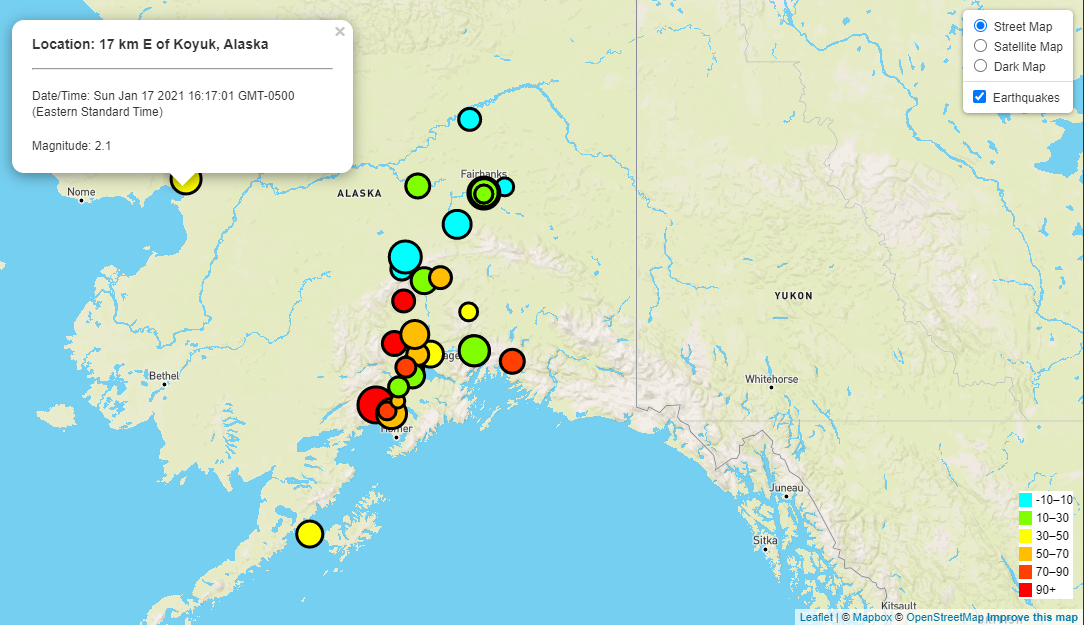 Location: 17 km E of Koyuk, Alaska
×
Date/Time: Sun Jan 17 2021 16:17:01 GMT-0500
(Eastern Standard Time)
Magnitude: 2.1
Street Map
Satellite Map
Dark Map
Earthquakes
Fairbanks
Nome
ALASKA
YUKON
age
Bethel
Whitehorse
Homer
Juneau
Sitka
Kitsault
-10–10
10–30
30–50
50–70
70–90
90+
Leaflet | © Mapbox © OpenStreetMap Improve this map